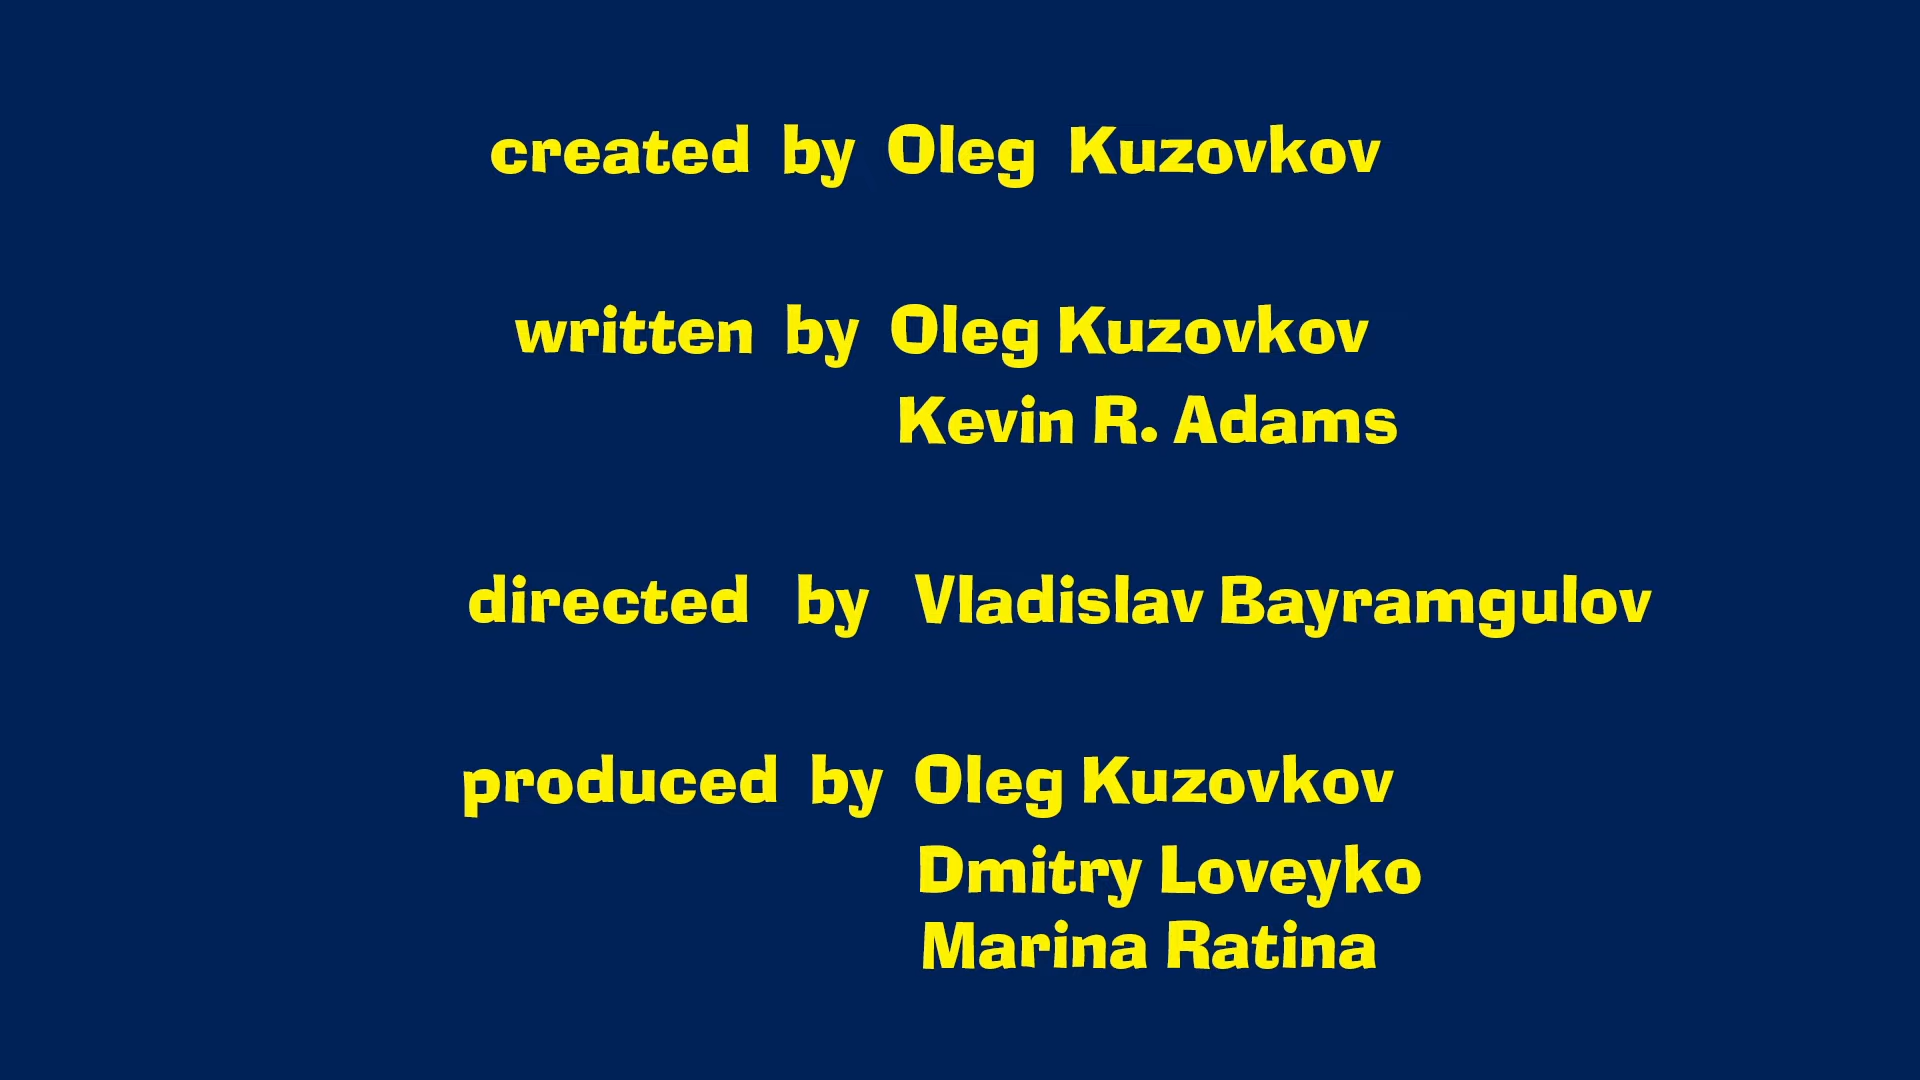 created by Oleg Kuzovkov
written by Oleg Kuzovkov
Kevin R. Adams
directed by Vladislav Bayramgulov
produced by Oleg Kuzovkov
Dmitry Loveyko
Marina Ratina